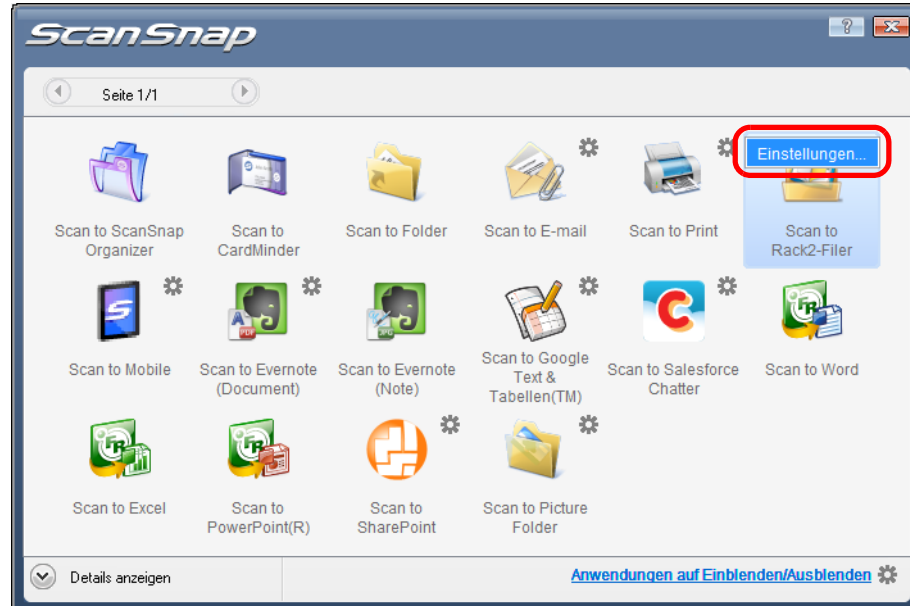 ScanSnap
Seite 1/1
Einstellungen...
Scan to ScanSnap
Organizer
Scan to
CardMinder
Scan to Folder
Scan to E-mail
Scan to Print
Scan to
Rack2-Filer
Scan to Mobile
Scan to Evernote
(Document)
Scan to Evernote
(Note)
Scan to Google
Text &
Tabellen(TM)
Scan to Salesforce
Chatter
Scan to Word
Scan to Excel
Scan to
PowerPoint(R)
Scan to
SharePoint
Scan to Picture
Folder
Details anzeigen
Anwendungen auf Einblenden/Ausblenden